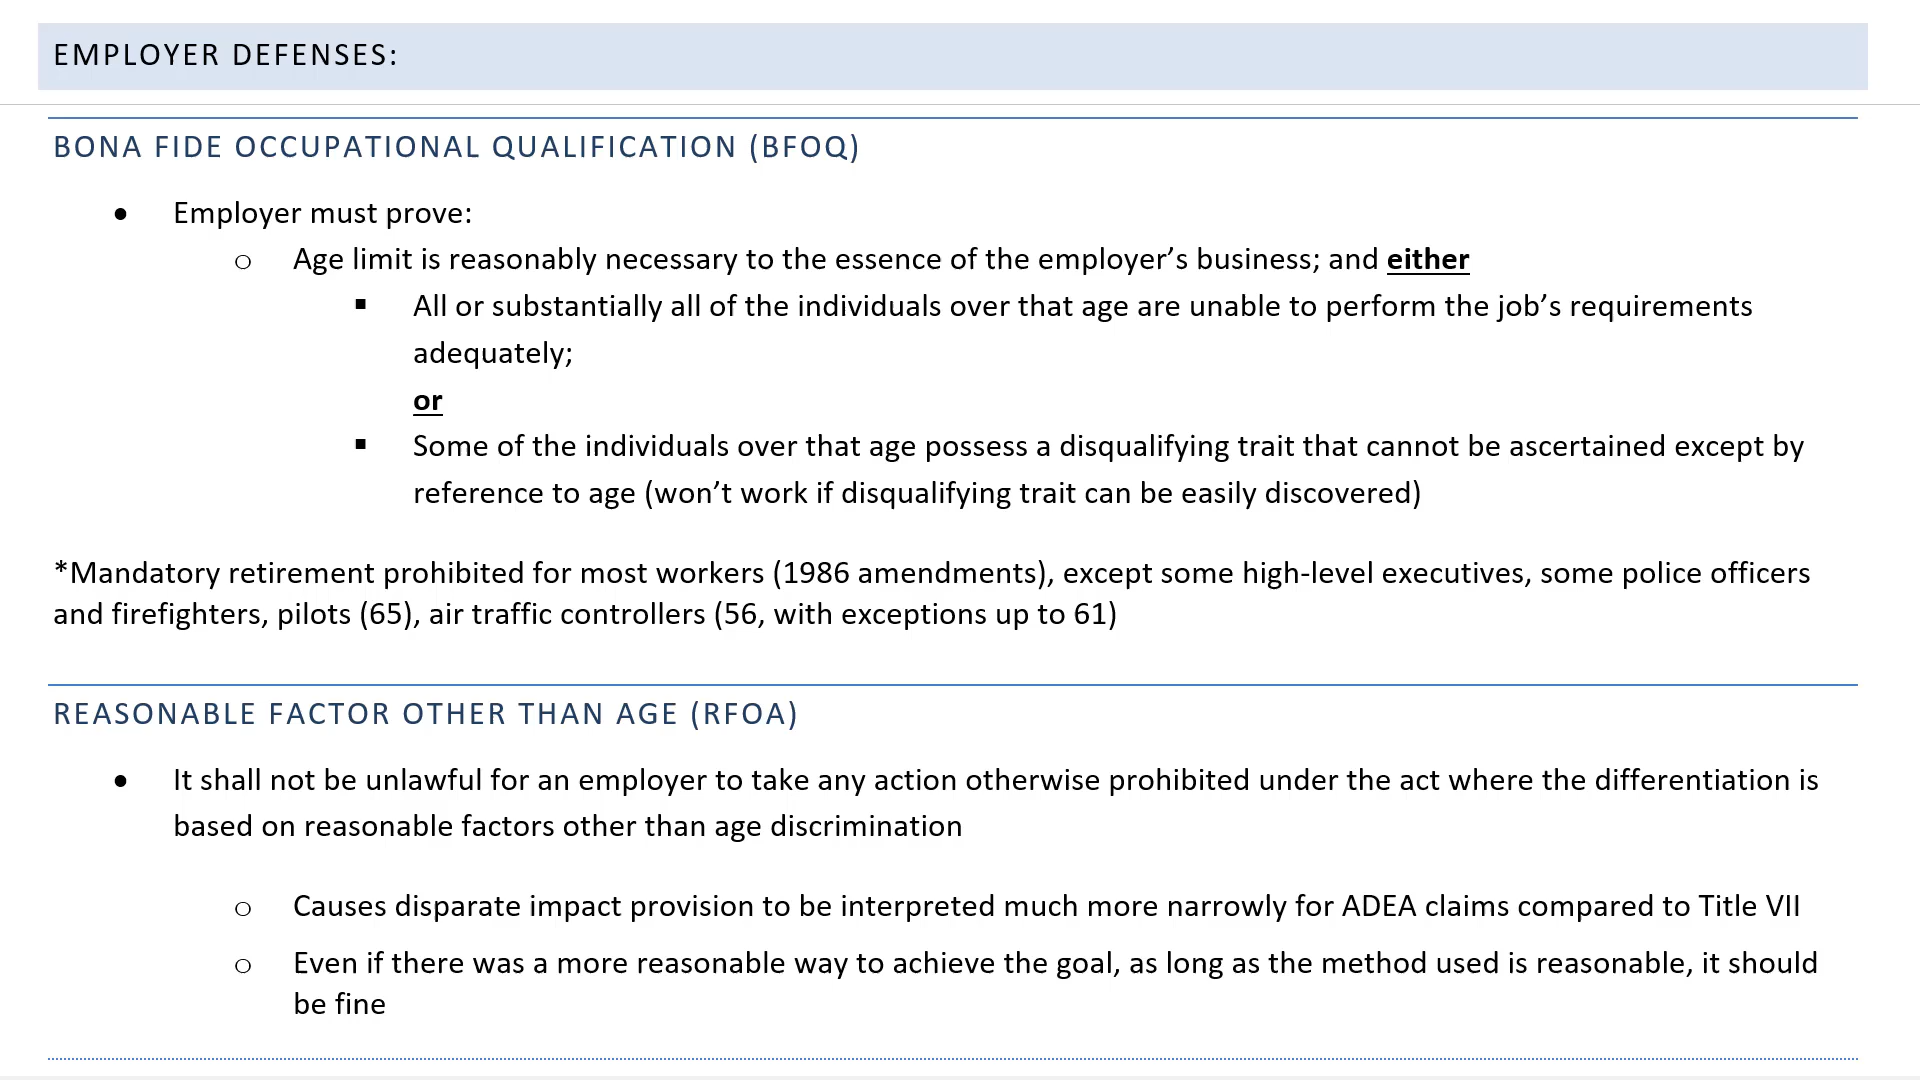 EMPLOYER DEFENSES:
BONA FIDE OCCUPATIONAL QUALIFICATION (BFOQ)
● Employer must prove:
o Age limit is reasonably necessary to the essence of the employer’s business; and either
▪ All or substantially all of the individuals over that age are unable to perform the job’s requirements
adequately;
or
▪ Some of the individuals over that age possess a disqualifying trait that cannot be ascertained except by
reference to age (won’t work if disqualifying trait can be easily discovered)
*Mandatory retirement prohibited for most workers (1986 amendments), except some high-level executives, some police officers
and firefighters, pilots (65), air traffic controllers (56, with exceptions up to 61)
REASONABLE FACTOR OTHER THAN AGE (RFOA)
● It shall not be unlawful for an employer to take any action otherwise prohibited under the act where the differentiation is
based on reasonable factors other than age discrimination
o Causes disparate impact provision to be interpreted much more narrowly for ADEA claims compared to Title VII
o Even if there was a more reasonable way to achieve the goal, as long as the method used is reasonable, it should
be fine